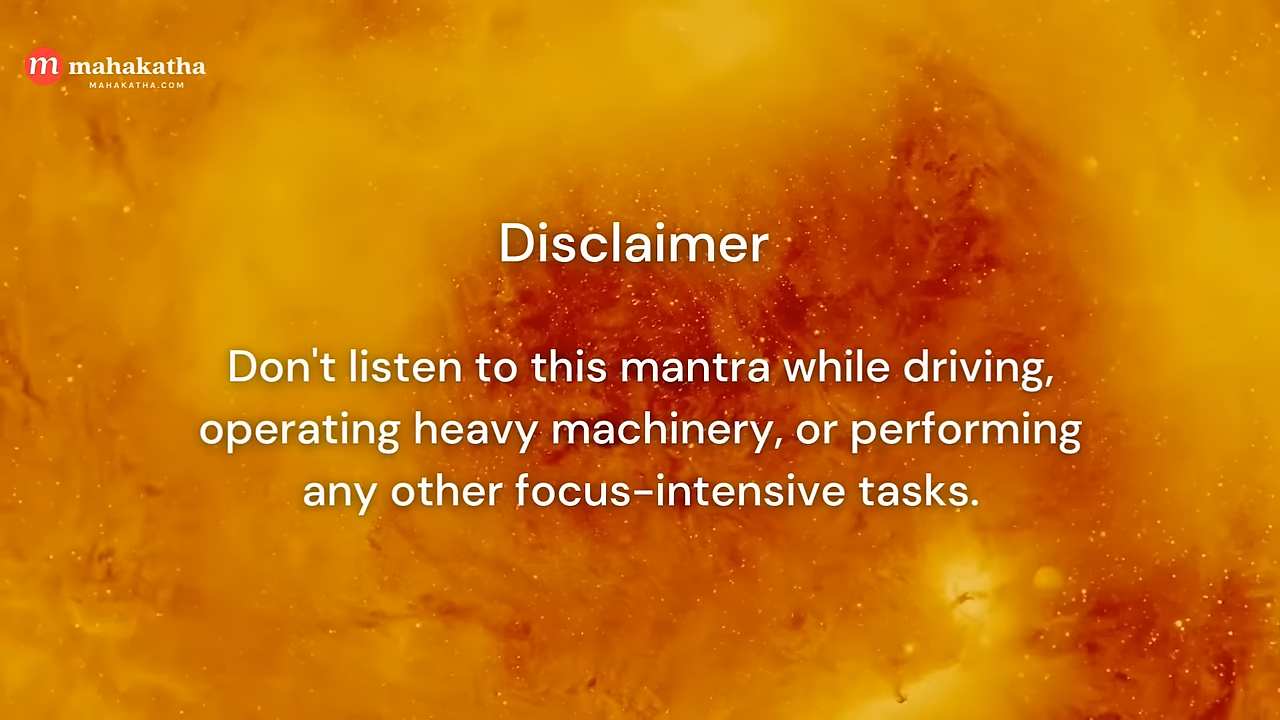 m mahakatha
MAHAKATHA.COM
Disclaimer
Don't listen to this mantra while driving,
operating heavy machinery, or performing
any other focus-intensive tasks.